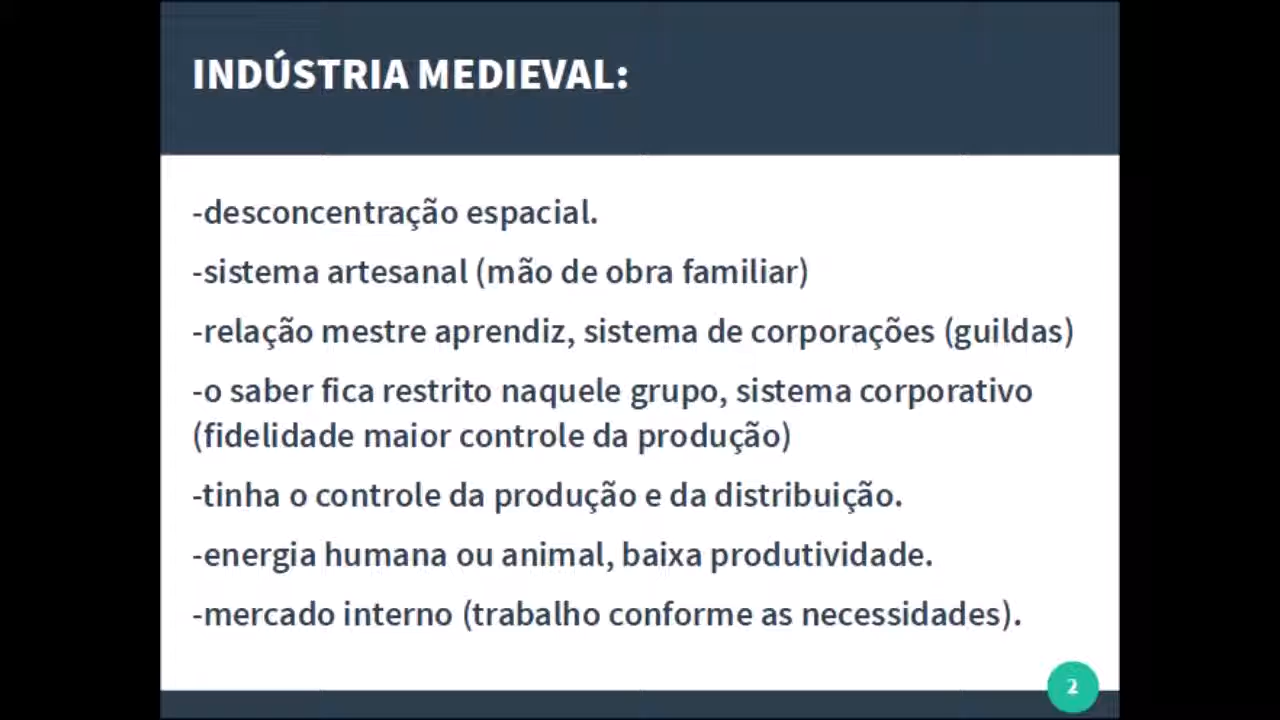 INDÚSTRIA MEDIEVAL:
-desconcentração espacial.
-sistema artesanal (mão de obra familiar)
-relação mestre aprendiz, sistema de corporações (guildas)
-o saber fica restrito naquele grupo, sistema corporativo
(fidelidade maior controle da produção)
-tinha o controle da produção e da distribuição.
-energia humana ou animal, baixa produtividade.
-mercado interno (trabalho conforme as necessidades).
2